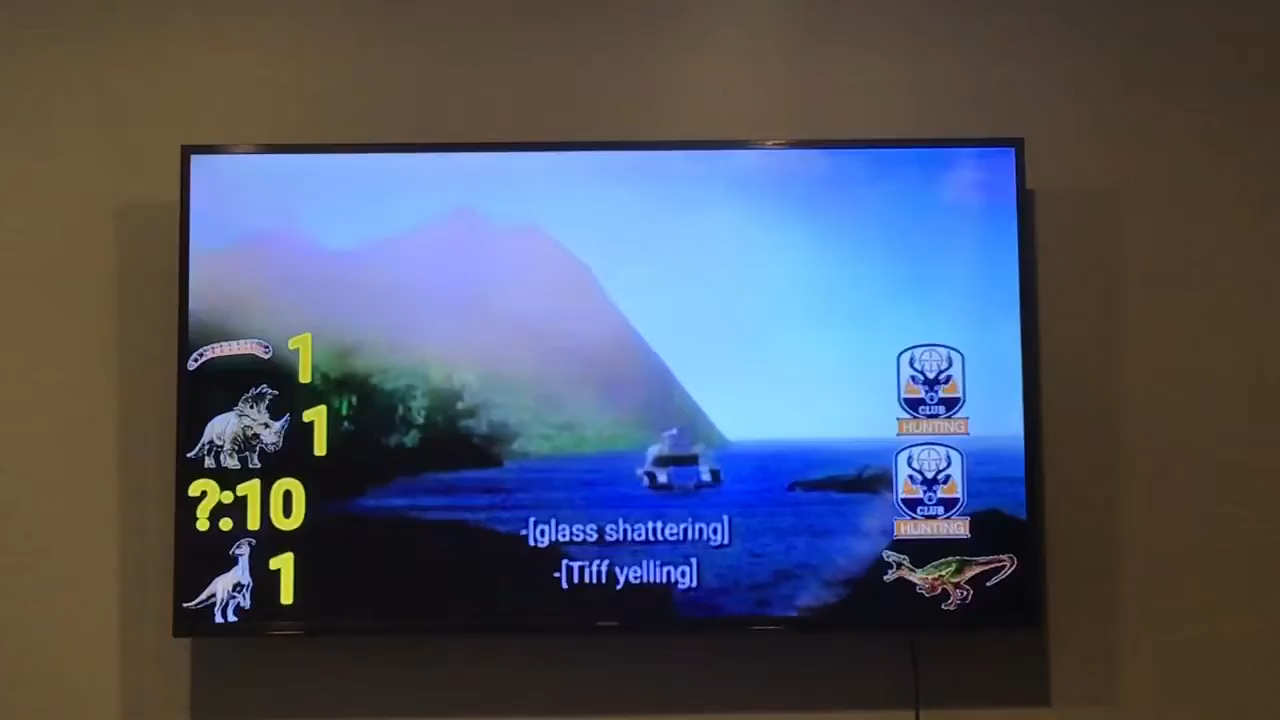 1
1
?:10
1
-[glass shattering]
-[Tiff yelling]
CLUB
HUNTING
CLUB
HUNTING